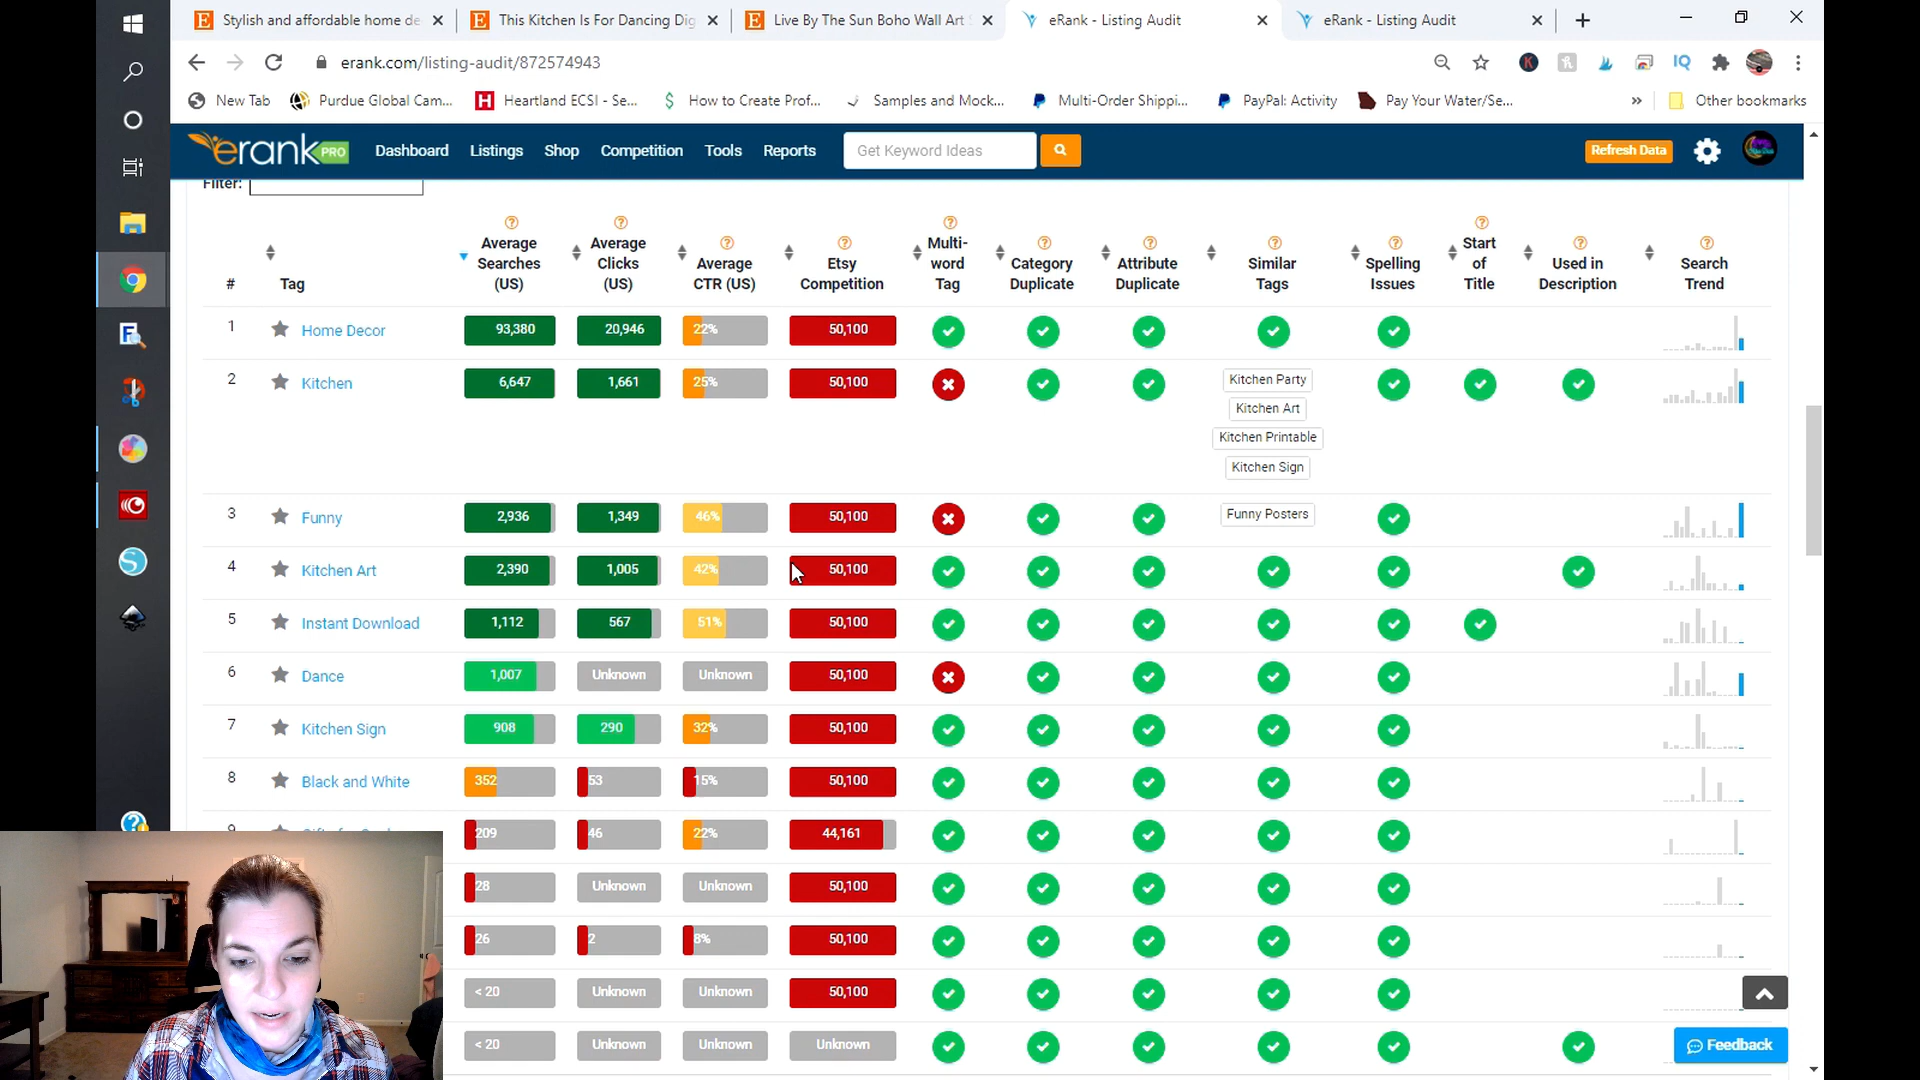 Stylish and affordable home de
This Kitchen Is For Dancing Dig
Live By The Sun Boho Wall Art S
eRank - Listing Audit
eRank - Listing Audit
erank.com/listing-audit/872574943
New Tab
Purdue Global Cam...
Heartland ECSI - Se...
How to Create Prof...
Samples and Mock...
Multi-Order Shippi...
PayPal: Activity
Pay Your Water/Se...
Other bookmarks
erank PRO
Dashboard
Listings
Shop
Competition
Tools
Reports
Get Keyword Ideas
Refresh Data
Filter:
# Tag Average Searches (US) Average Clicks (US) Average CTR (US) Etsy Competition Multi-word Tag Category Duplicate Attribute Duplicate Similar Tags Spelling Issues Start of Title Used in Description Search Trend
1 Home Decor 93,380 20,946 22% 50,100
2 Kitchen 6,647 1,661 25% 50,100 Kitchen Party
Kitchen Art
Kitchen Printable
Kitchen Sign
3 Funny 2,936 1,349 46% 50,100 Funny Posters
4 Kitchen Art 2,390 1,005 42% 50,100
5 Instant Download 1,112 567 51% 50,100
6 Dance 1,007 Unknown Unknown 50,100
7 Kitchen Sign 908 290 32% 50,100
8 Black and White 352 53 15% 50,100
209 46 22% 44,161
28 Unknown Unknown 50,100
26 2 8% 50,100
< 20 Unknown Unknown 50,100
< 20 Unknown Unknown Unknown
Feedback